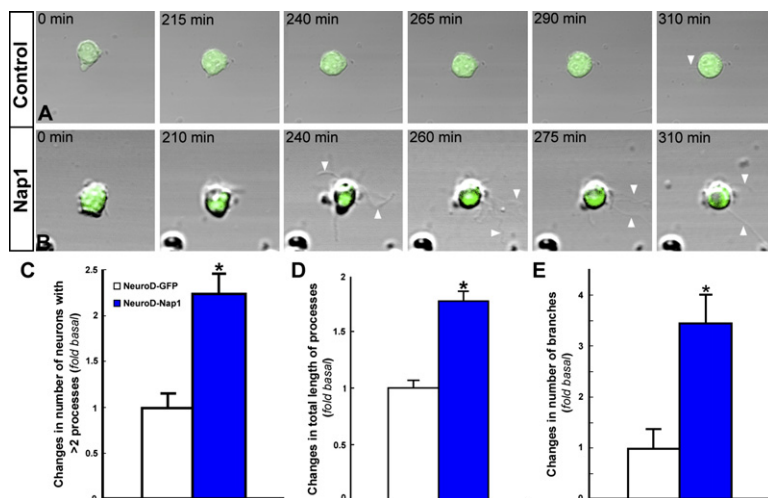 Control
0 min
215 min
240 min
265 min
290 min
310 min
A
Nap1
0 min
210 min
240 min
260 min
275 min
310 min
B
C
Changes in number of neurons with
>2 processes (fold basal)
2.5
2
1.5
1
0.5
0
NeuroD-GFP
NeuroD-Nap1
*
D
Changes in total length of processes
(fold basal)
2
1.5
1
0.5
0
*
E
Changes in number of branches
(fold basal)
4
3
2
1
0
*